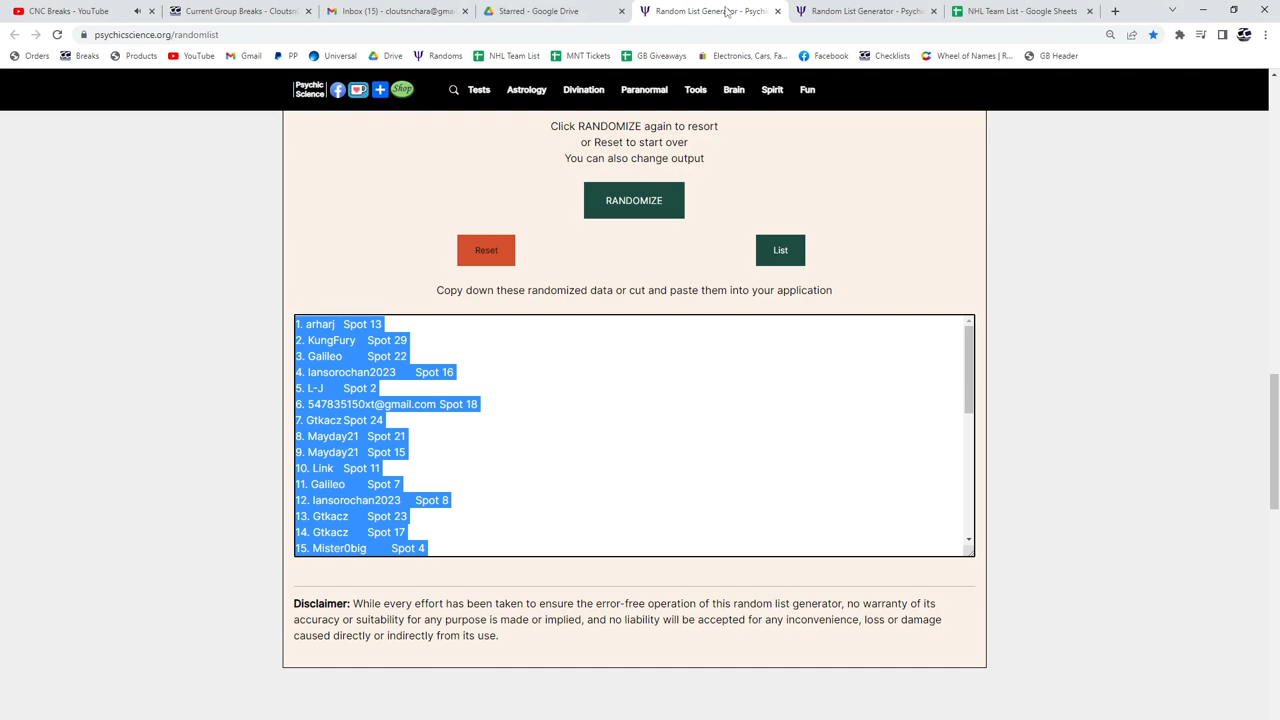 CNC Breaks - YouTube
Current Group Breaks - CloutsnC
Inbox (15) - cloutsnchara@gma
Starred - Google Drive
Random List Generator - Psychic
Random List Generator - Psychic
NHL Team List - Google Sheets
psychicscience.org/randomlist
Orders
Breaks
Products
YouTube
Gmail
PP
Universal
Drive
Randoms
NHL Team List
MNT Tickets
GB Giveaways
Electronics, Cars, Fa...
Facebook
Checklists
Wheel of Names | R...
GB Header
Psychic Science
Shop
Tests
Astrology
Divination
Paranormal
Tools
Brain
Spirit
Fun
Click RANDOMIZE again to resort
or Reset to start over
You can also change output
RANDOMIZE
Reset
List
Copy down these randomized data or cut and paste them into your application
1. arharj Spot 13
2. KungFury Spot 29
3. Galileo Spot 22
4. Iansorochan2023 Spot 16
5. L-J Spot 2
6. 547835150xt@gmail.com Spot 18
7. Gtkacz Spot 24
8. Mayday21 Spot 21
9. Mayday21 Spot 15
10. Link Spot 11
11. Galileo Spot 7
12. Iansorochan2023 Spot 8
13. Gtkacz Spot 23
14. Gtkacz Spot 17
15. Mister0big Spot 4
Disclaimer: While every effort has been taken to ensure the error-free operation of this random list generator, no warranty of its
accuracy or suitability for any purpose is made or implied, and no liability will be accepted for any inconvenience, loss or damage
caused directly or indirectly from its use.